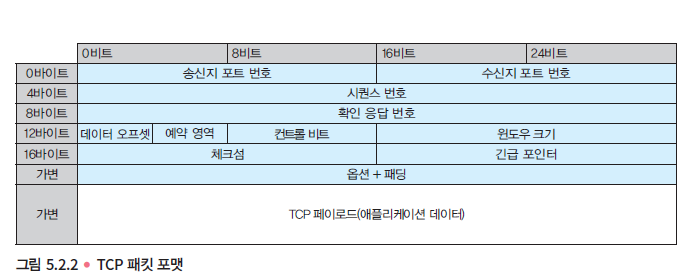 0비트 8비트 16비트 24비트
0바이트 송신지 포트 번호 수신지 포트 번호
4바이트 시퀀스 번호
8바이트 확인 응답 번호
12바이트 데이터 오프셋 예약 영역 컨트롤 비트 윈도우 크기
16바이트 체크섬 긴급 포인터
가변 옵션 + 패딩
가변 TCP 페이로드(애플리케이션 데이터)
그림 5.2.2 • TCP 패킷 포맷